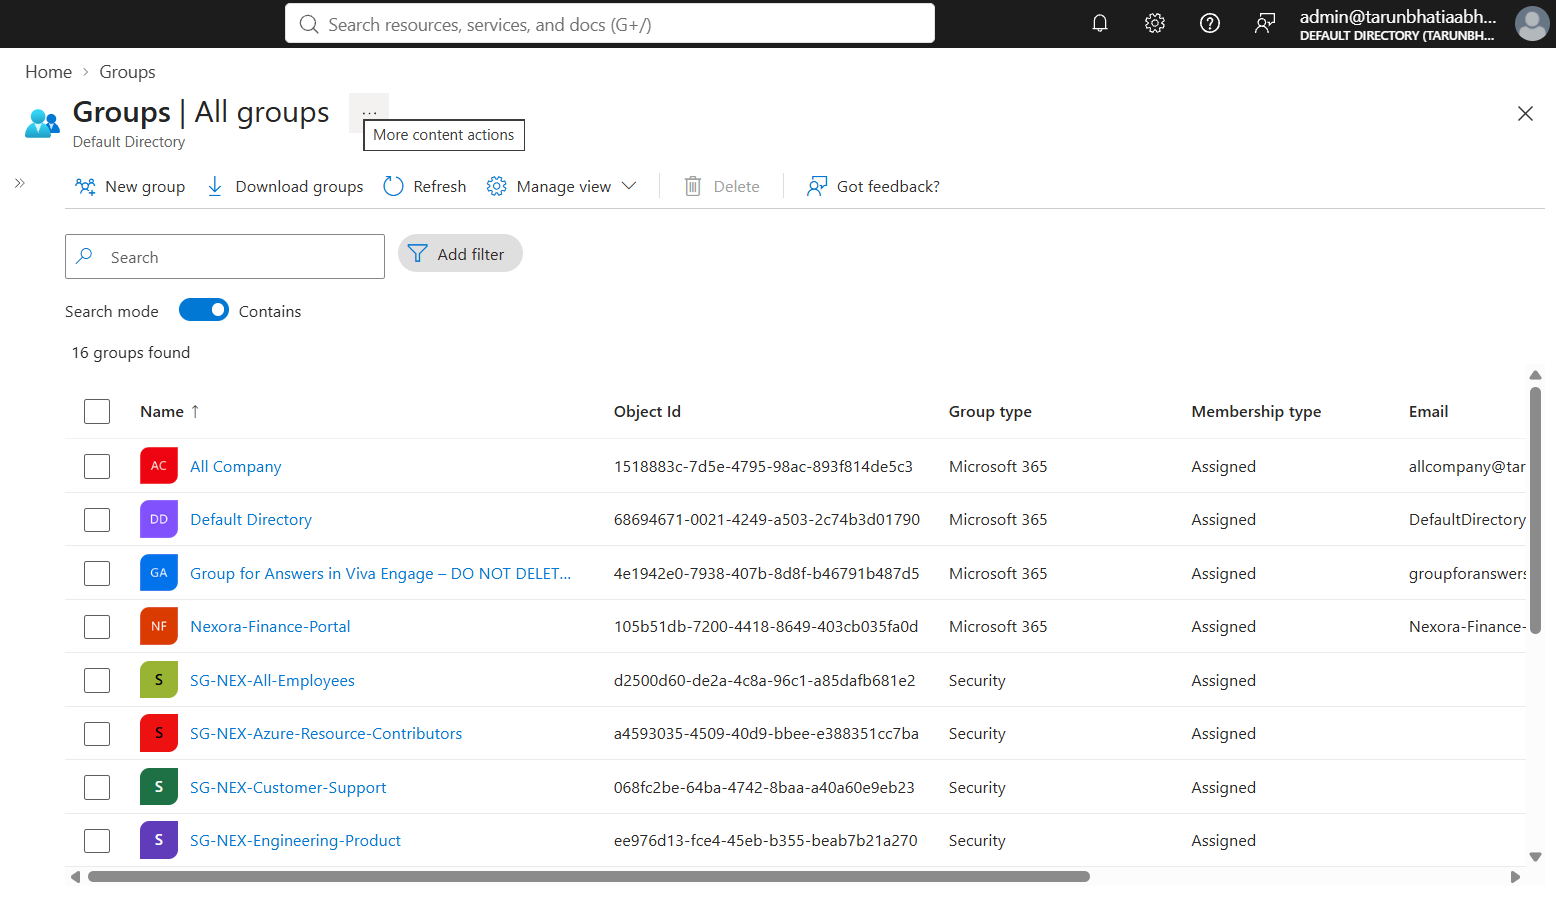 Search resources, services, and docs (G+/)
admin@tarunbhatiaabh...
DEFAULT DIRECTORY (TARUNBH...
Home > Groups
Groups | All groups
...
More content actions
Default Directory
New group
Download groups
Refresh
Manage view
Delete
Got feedback?
Search
Add filter
Search mode
Contains
16 groups found
Name ↑ Object Id Group type Membership type Email
AC All Company 1518883c-7d5e-4795-98ac-893f814de5c3 Microsoft 365 Assigned allcompany@tar
DD Default Directory 68694671-0021-4249-a503-2c74b3d01790 Microsoft 365 Assigned DefaultDirectory
GA Group for Answers in Viva Engage – DO NOT DELET... 4e1942e0-7938-407b-8d8f-b46791b487d5 Microsoft 365 Assigned groupforanswers
NF Nexora-Finance-Portal 105b51db-7200-4418-8649-403cb035fa0d Microsoft 365 Assigned Nexora-Finance-
S SG-NEX-All-Employees d2500d60-de2a-4c8a-96c1-a85dafb681e2 Security Assigned
S SG-NEX-Azure-Resource-Contributors a4593035-4509-40d9-bbee-e388351cc7ba Security Assigned
S SG-NEX-Customer-Support 068fc2be-64ba-4742-8baa-a40a60e9eb23 Security Assigned
S SG-NEX-Engineering-Product ee976d13-fce4-45eb-b355-beab7b21a270 Security Assigned